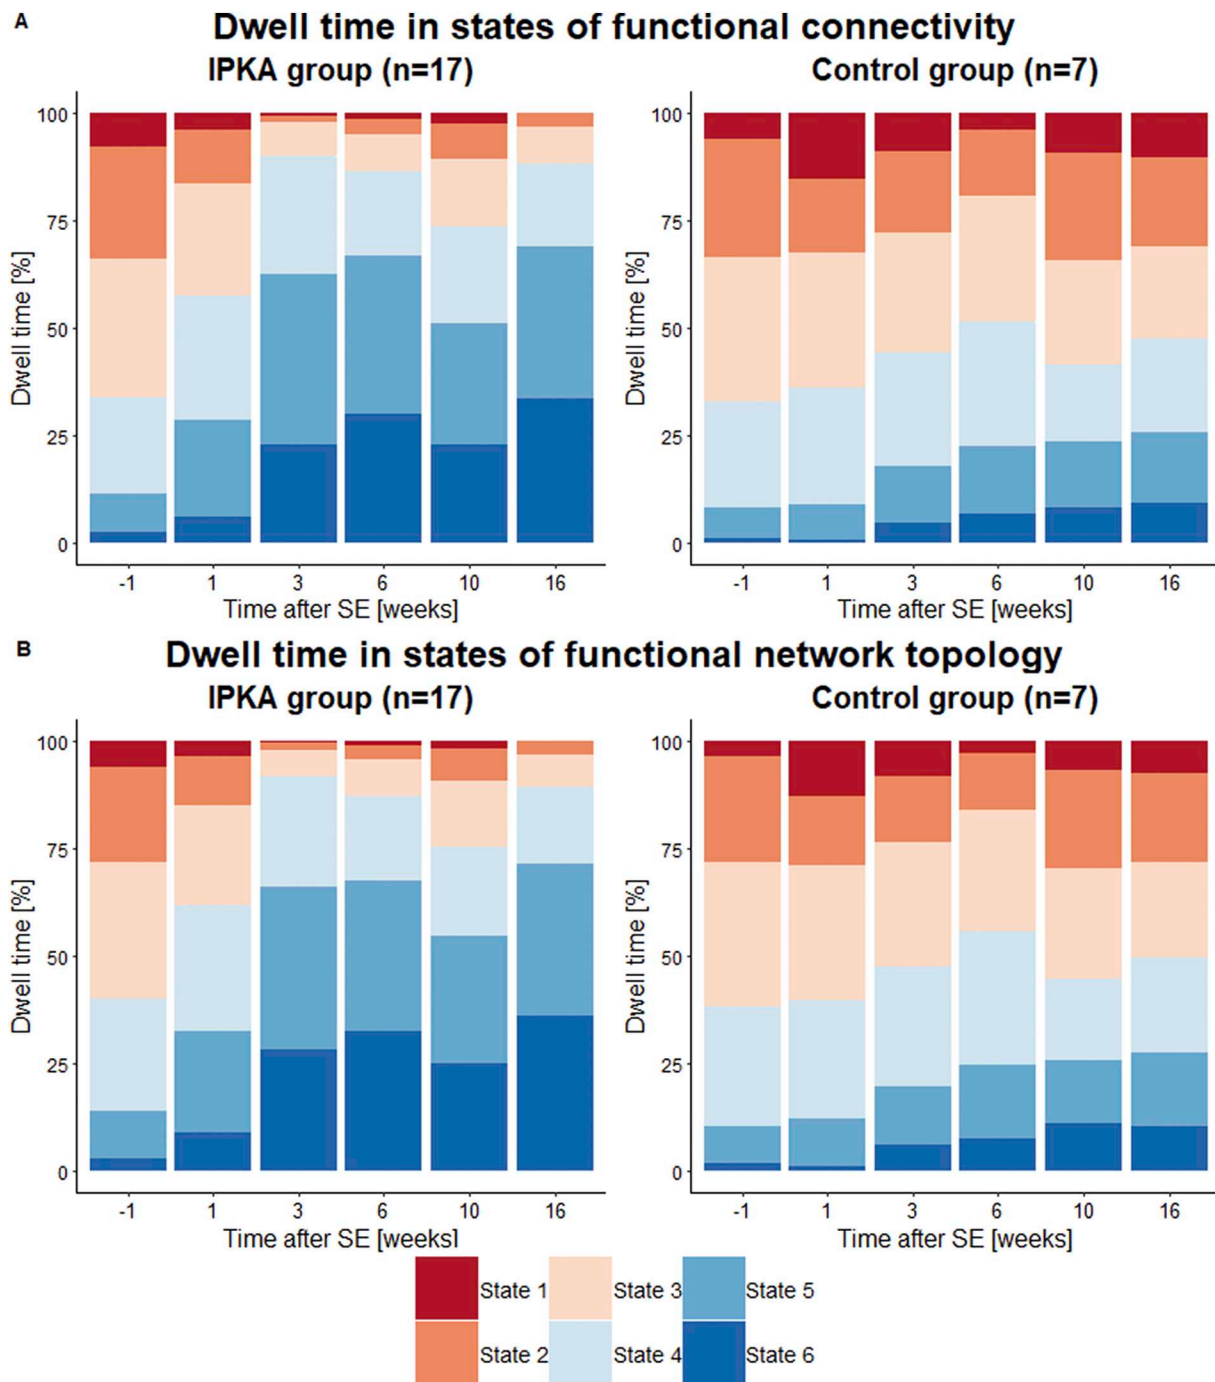 A
Dwell time in states of functional connectivity
IPKA group (n=17)
Control group (n=7)
Dwell time [%]
100
75
50
25
0
-1 1 3 6 10 16
Time after SE [weeks]
Dwell time [%]
100
75
50
25
0
-1 1 3 6 10 16
Time after SE [weeks]
B
Dwell time in states of functional network topology
IPKA group (n=17)
Control group (n=7)
Dwell time [%]
100
75
50
25
0
-1 1 3 6 10 16
Time after SE [weeks]
Dwell time [%]
100
75
50
25
0
-1 1 3 6 10 16
Time after SE [weeks]
State 1 State 3 State 5
State 2 State 4 State 6